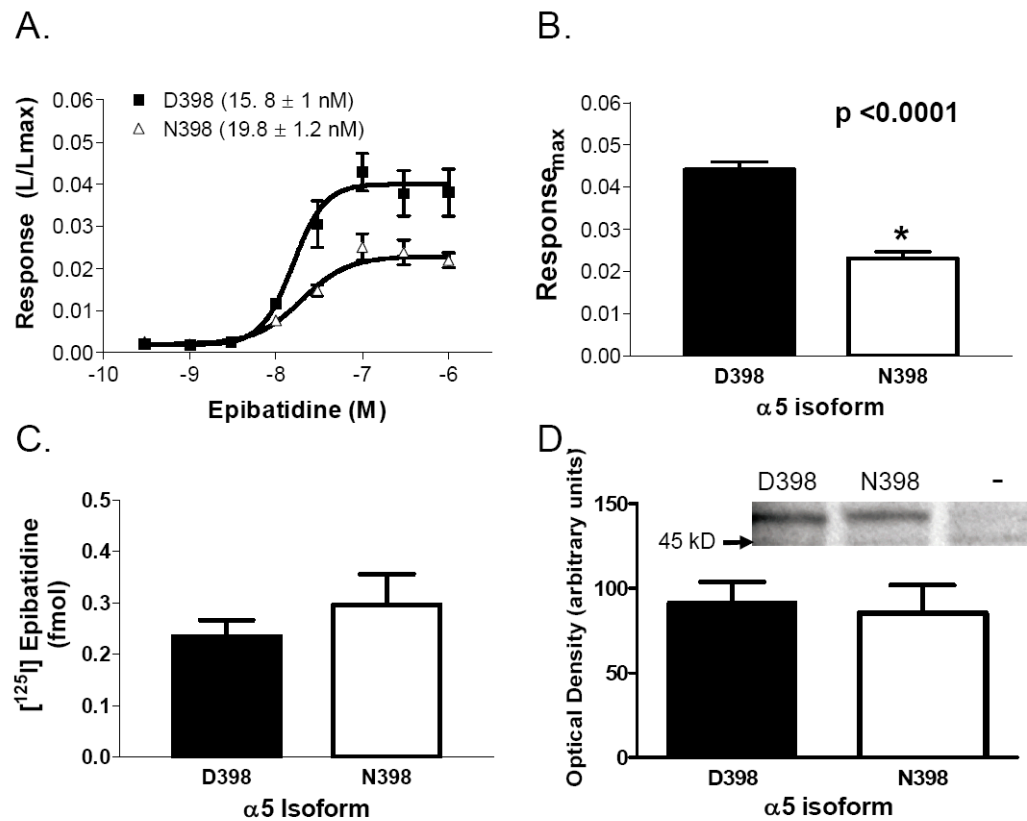 A.
D398 (15. 8 ± 1 nM)
N398 (19.8 ± 1.2 nM)
Response (L/Lmax)
0.06
0.05
0.04
0.03
0.02
0.01
0.00
-10
-9
-8
-7
-6
Epibatidine (M)
B.
p <0.0001
Responsemax
0.06
0.05
0.04
0.03
0.02
0.01
0.00
*
D398
N398
α5 isoform
C.
[125I] Epibatidine
(fmol)
0.5
0.4
0.3
0.2
0.1
0.0
D398
N398
α5 Isoform
D.
D398
N398
-
45 kD
Optical Density (arbitrary units)
150
100
50
0
D398
N398
α5 isoform